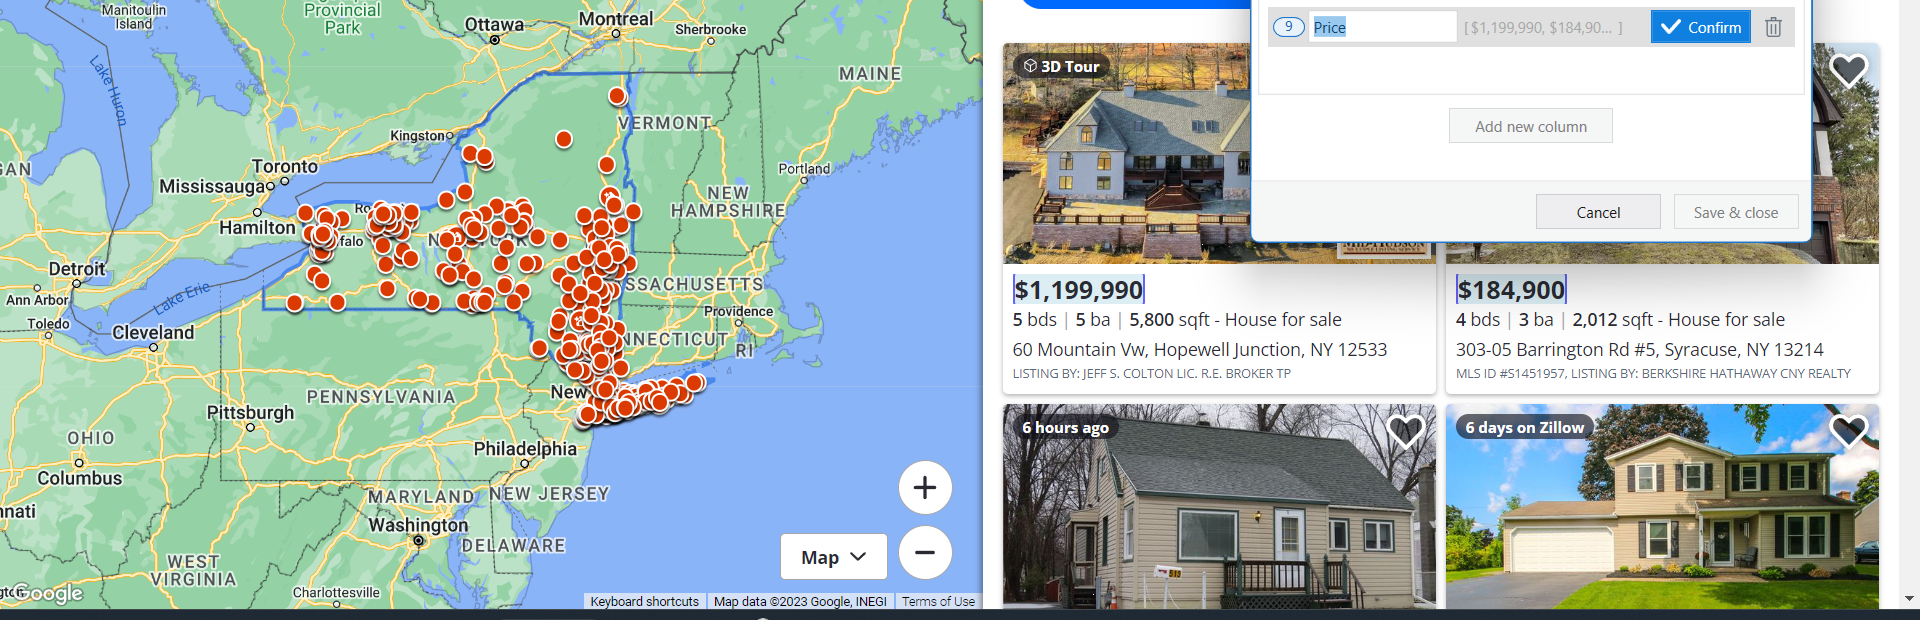 Manitoulin
Island
Provincial
Park
Ottawa
Montreal
Sherbrooke
MAINE
Lake Huron
VERMONT
Kingston
Toronto
Mississauga
Portland
NEW
HAMPSHIRE
Hamilton
falo
Detroit
Ann Arbor
Lake Erie
SSACHUSETTS
Toledo
Cleveland
Providence
NNECTICUT
RI
New
PENNSYLVANIA
Pittsburgh
OHIO
Columbus
Philadelphia
nnati
MARYLAND
NEW JERSEY
Washington
DELAWARE
WEST
VIRGINIA
Charlottesville
Google
Map
Keyboard shortcuts
Map data ©2023 Google, INEGI
Terms of Use
9
Price
[ $1,199,990, $184,90... ]
Confirm
Add new column
Cancel
Save & close
3D Tour
$1,199,990
5 bds | 5 ba | 5,800 sqft - House for sale
60 Mountain Vw, Hopewell Junction, NY 12533
LISTING BY: JEFF S. COLTON LIC. R.E. BROKER TP
$184,900
4 bds | 3 ba | 2,012 sqft - House for sale
303-05 Barrington Rd #5, Syracuse, NY 13214
MLS ID #S1451957, LISTING BY: BERKSHIRE HATHAWAY CNY REALTY
6 hours ago
513
6 days on Zillow